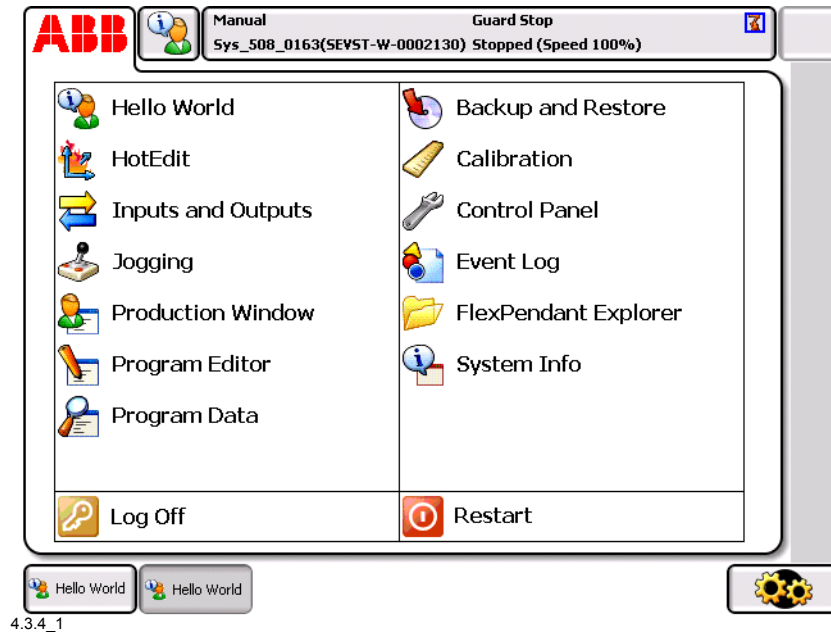 ABB
Manual Guard Stop
Sys_508_0163(SEVST-W-0002130) Stopped (Speed 100%)
Hello World
HotEdit
Inputs and Outputs
Jogging
Production Window
Program Editor
Program Data
Backup and Restore
Calibration
Control Panel
Event Log
FlexPendant Explorer
System Info
Log Off
Restart
Hello World
Hello World
4.3.4_1